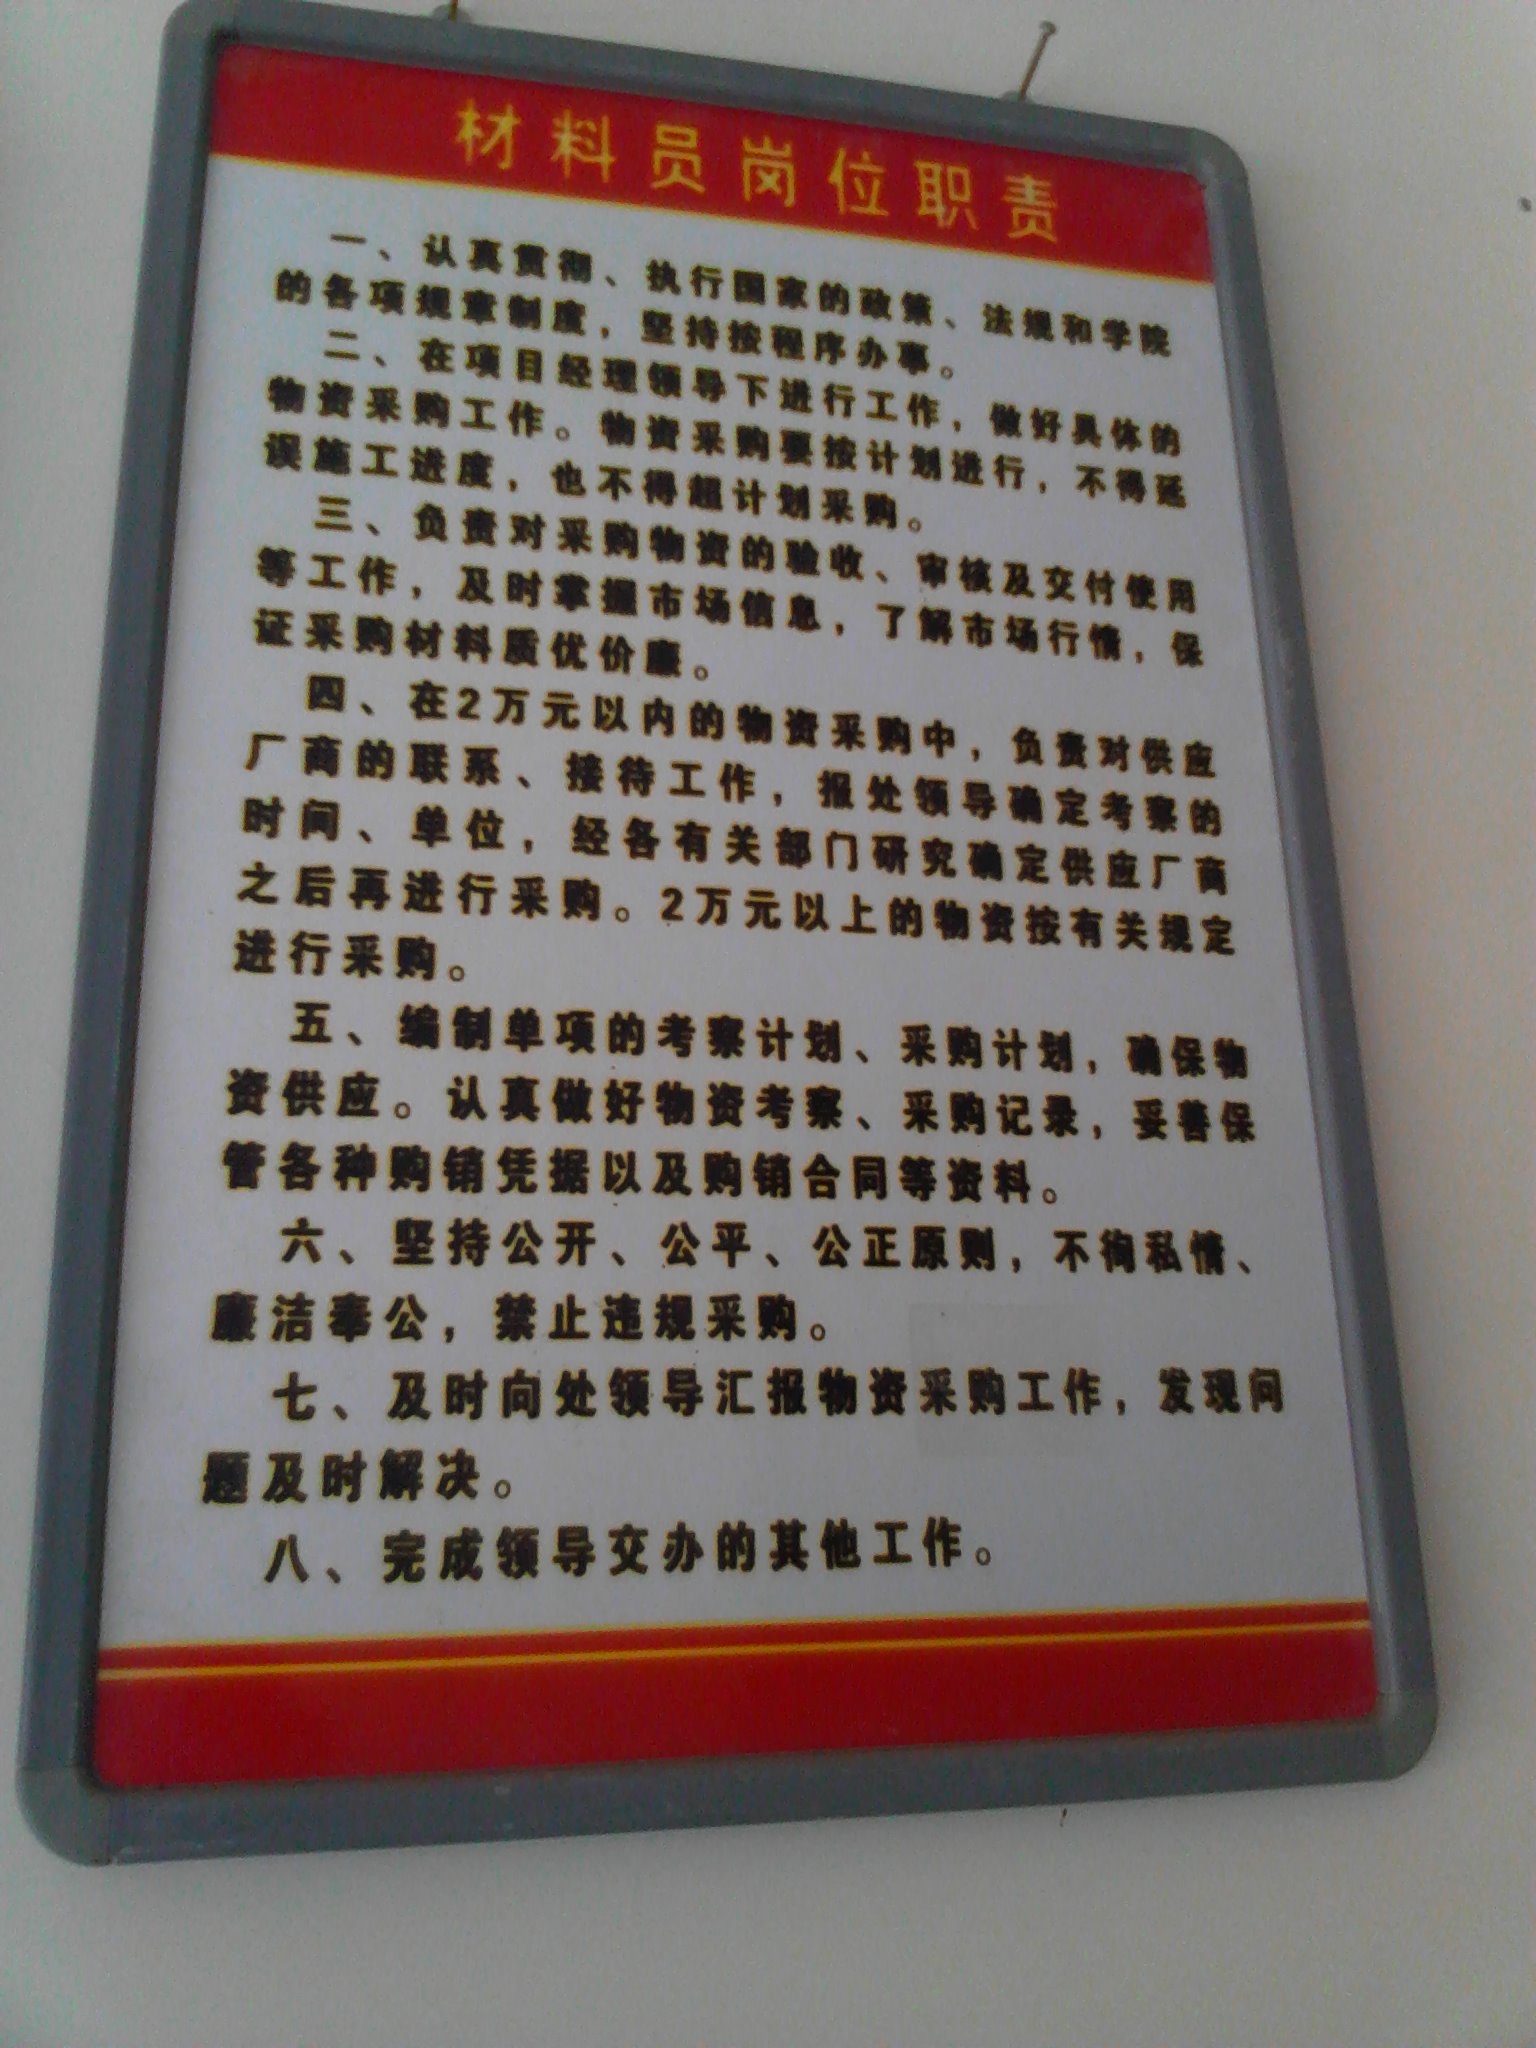 材料员岗位职责
一、认真贯彻、执行国家的政策、法规和学院
的各项规章制度，坚持按程序办事。
二、在项目经理领导下进行工作，做好具体的
物资采购工作。物资采购要按计划进行，不得延
误施工进度，也不得超计划采购。
三、负责对采购物资的验收、审核及交付使用
等工作，及时掌握市场信息，了解市场行情，保
证采购材料质优价廉。
四、在2万元以内的物资采购中，负责对供应
厂商的联系、接待工作，报处领导确定考察的
时间、单位，经各有关部门研究确定供应厂商
之后再进行采购。2万元以上的物资按有关规定
进行采购。
五、编制单项的考察计划、采购计划，确保物
资供应。认真做好物资考察、采购记录，妥善保
管各种购销凭据以及购销合同等资料。
六、坚持公开、公平、公正原则，不徇私情、
廉洁奉公，禁止违规采购。
七、及时向处领导汇报物资采购工作，发现问
题及时解决。
八、完成领导交办的其他工作。